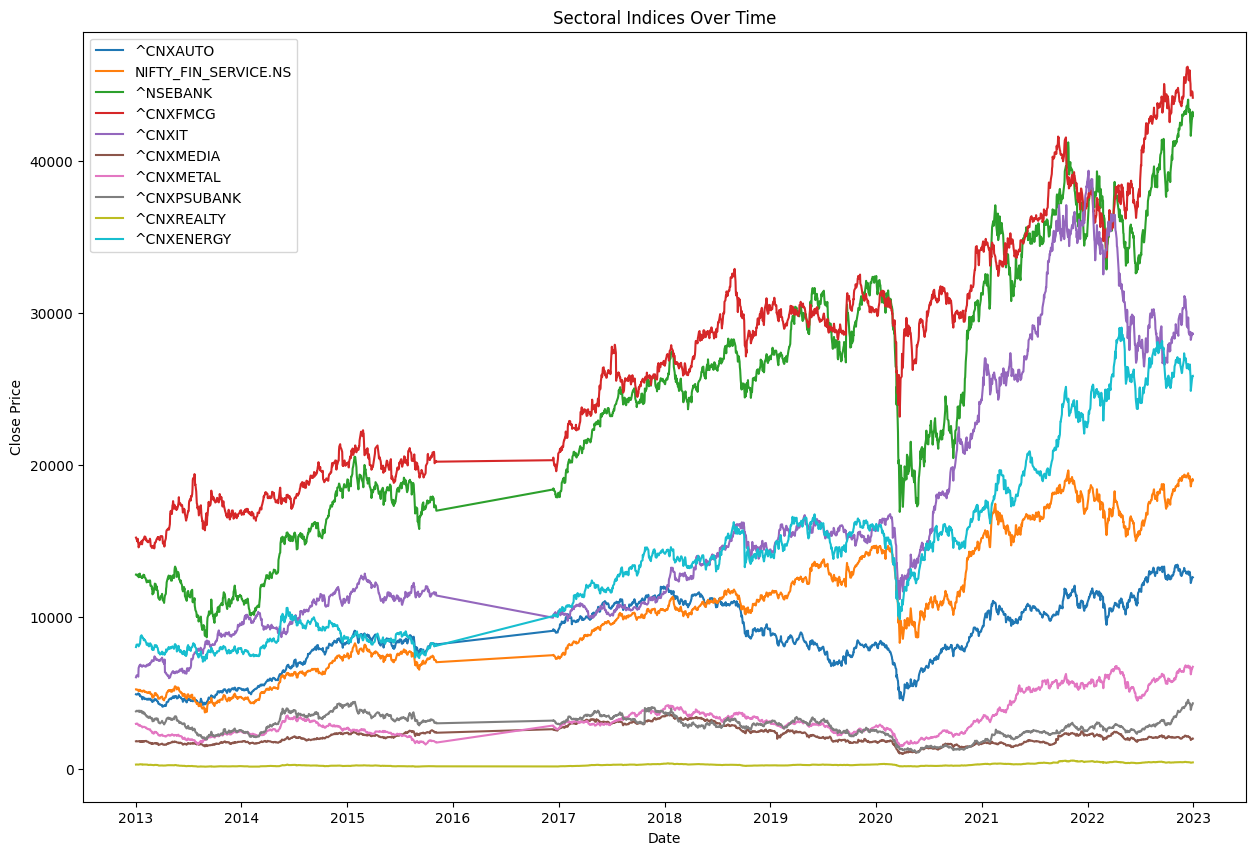 Sectoral Indices Over Time
^CNXAUTO
NIFTY_FIN_SERVICE.NS
^NSEBANK
^CNXFMCG
^CNXIT
^CNXMEDIA
^CNXMETAL
^CNXPSUBANK
^CNXREALTY
^CNXENERGY
Close Price
40000
30000
20000
10000
0
2013 2014 2015 2016 2017 2018 2019 2020 2021 2022 2023
Date